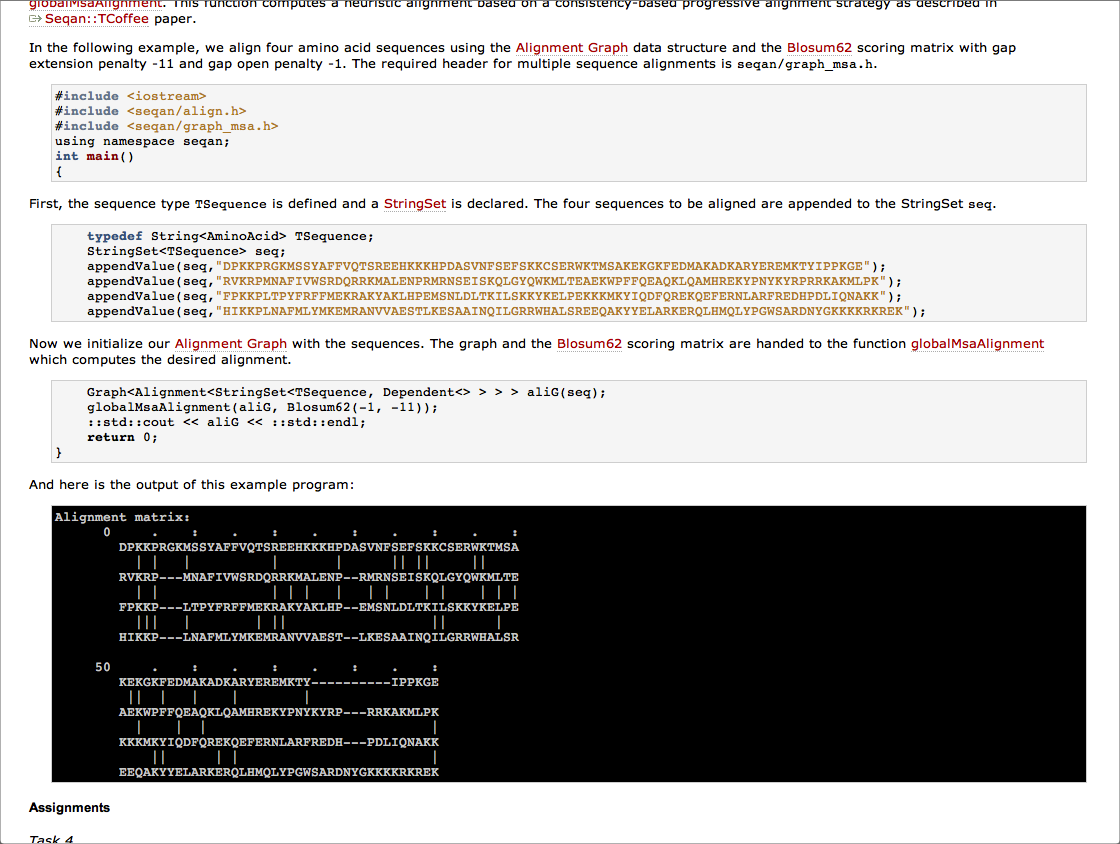 globalMsaAlignment. This function computes a heuristic alignment based on a consistency-based progressive alignment strategy as described in
Seqan::TCoffee paper.
In the following example, we align four amino acid sequences using the Alignment Graph data structure and the Blosum62 scoring matrix with gap
extension penalty -11 and gap open penalty -1. The required header for multiple sequence alignments is seqan/graph_msa.h.
#include <iostream>
#include <seqan/align.h>
#include <seqan/graph_msa.h>
using namespace seqan;
int main()
{
First, the sequence type TSequence is defined and a StringSet is declared. The four sequences to be aligned are appended to the StringSet seq.
typedef String<AminoAcid> TSequence;
StringSet<TSequence> seq;
appendValue(seq,"DPKKPRGKMSSYAFFVQTSREEHKKKHPDASVNFSEFSKKCSERWKTMSAKEKGKFEDMAKADKARYEREMKTYIPPKGE");
appendValue(seq,"RVKRPMNAFIVWSRDQRRKMALENPRMRNSEISKQLGYQWKMLTEAEKWPFFQEAQKLQAMHREKYPNYKYRPRRKAKMLPK");
appendValue(seq,"FPKKPLTPYFRFFMEKRAKYAKLHPEMSNLDLTKILSKKYKELPEKKKMKYIQDFQREKQEFERNLARFREDHPDLIQNAKK");
appendValue(seq,"HIKKPLNAFMLYMKEMRANVVAESTLKESAAINQILGRRWHALSREEQAKYYELARKERQLHMQLYPGWSARDNYGKKKKRKREK");
Now we initialize our Alignment Graph with the sequences. The graph and the Blosum62 scoring matrix are handed to the function globalMsaAlignment
which computes the desired alignment.
Graph<Alignment<StringSet<TSequence, Dependent<> > > > aliG(seq);
globalMsaAlignment(aliG, Blosum62(-1, -11));
::std::cout << aliG << ::std::endl;
return 0;
}
And here is the output of this example program:
Alignment matrix:
0     .    :    .    :    .    :    .    :    .    :
DPKKPRGKMSSYAFFVQTSREEHKKKHPDASVNFSEFSKKCSERWKTMSA
  | |   |          |       |      || ||     ||
RVKRP---MNAFIVWSRDQRRKMALENP--RMRNSEISKQLGYQWKMLTE
  | |              | | |   |   | |    | |    | | |
FPKKP---LTPYFRFFMEKRAKYAKLHP--EMSNLDLTKILSKKYKELPE
  |||   |        | ||                  ||      |
HIKKP---LNAFMLYMKEMRANVVAEST--LKESAAINQILGRRWHALSR
50     .    :    .    :    .    :    .    :
KEKGKFEDMAKADKARYEREMKTY----------IPPKGE
 ||  |   |    |        |
AEKWPFFQEAQKLQAMHREKYPNYKYRP---RRKAKMLPK
  |    |  |                            |
KKKMKYIQDFQREKQEFERNLARFREDH---PDLIQNAKK
    ||      | |                        |
EEQAKYYELARKERQLHMQLYPGWSARDNYGKKKKRKREK
Assignments
Task 4